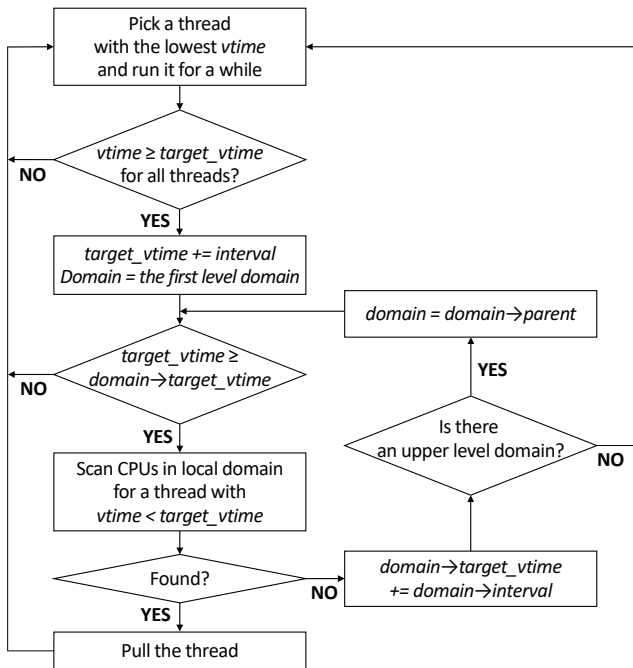 Pick a thread
with the lowest vtime
and run it for a while
vtime ≥ target_vtime
for all threads?
NO
YES
target_vtime += interval
Domain = the first level domain
domain = domain→parent
target_vtime ≥
domain→target_vtime
NO
YES
YES
Is there
an upper level domain?
NO
Scan CPUs in local domain
for a thread with
vtime < target_vtime
Found?
NO
YES
domain→target_vtime
+= domain→interval
Pull the thread